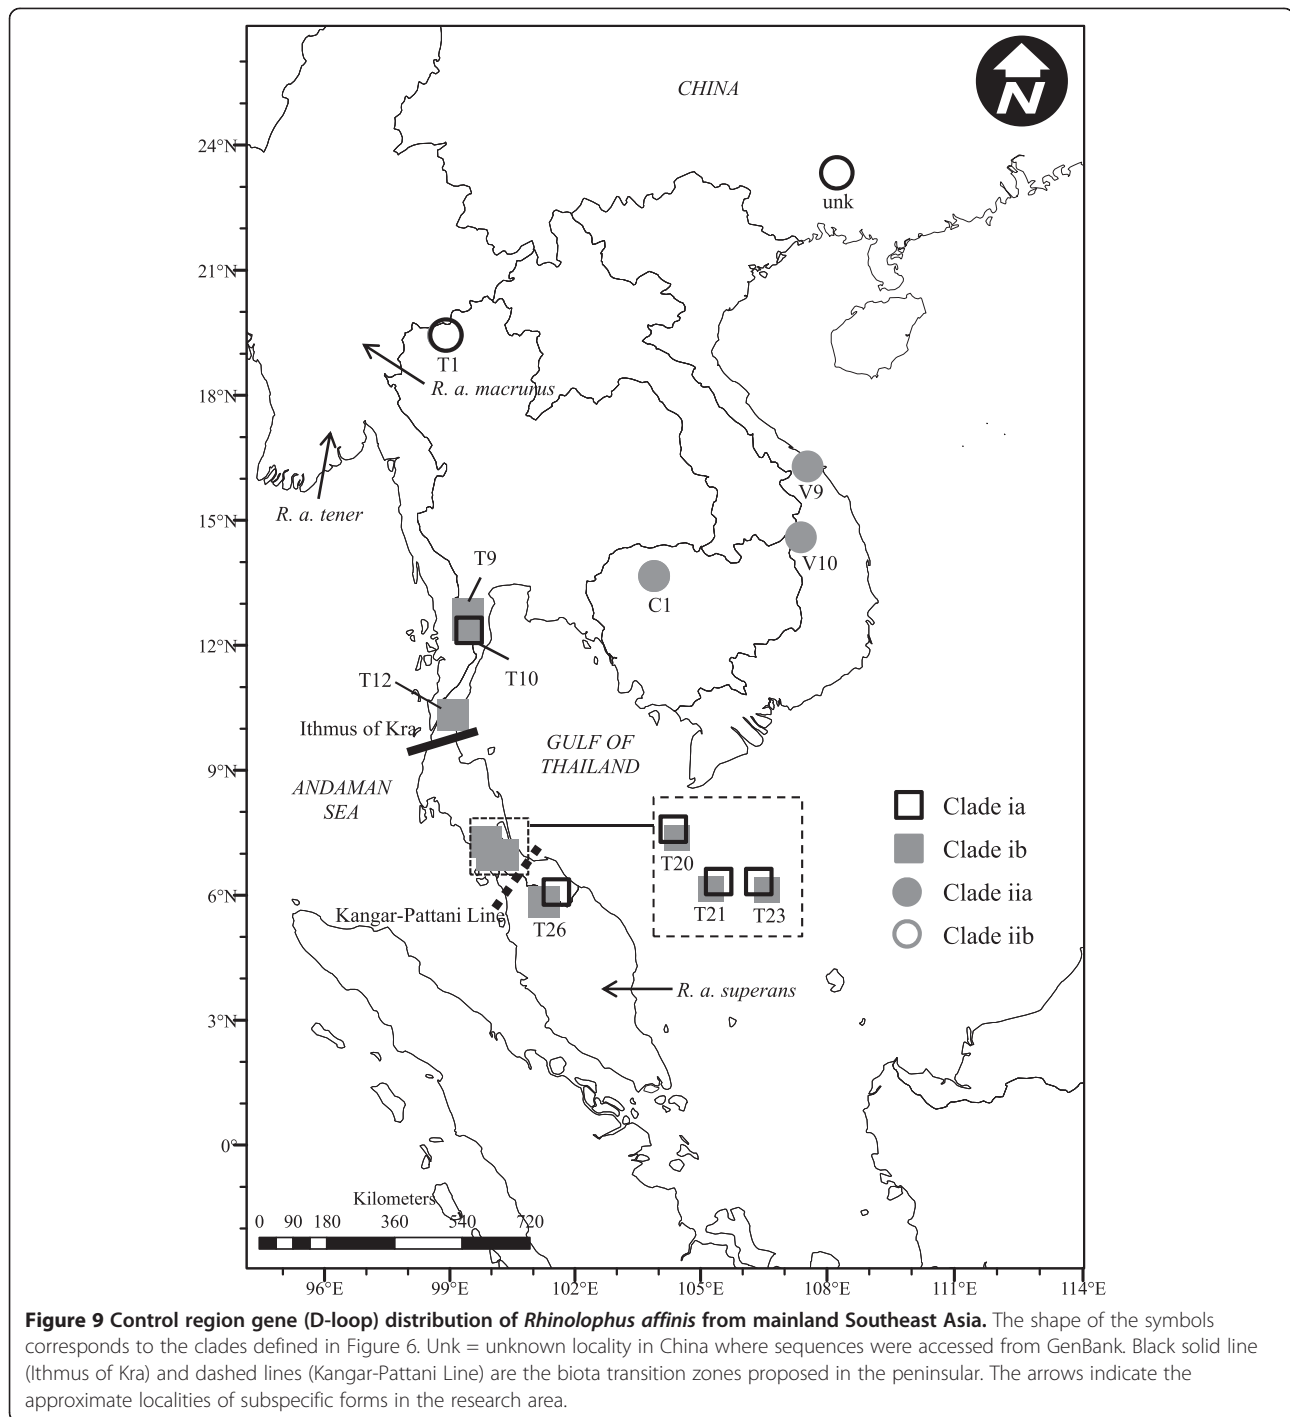 N
CHINA
24°N
unk
21°N
T1
R. a. macrurus
18°N
V9
R. a. tener
15°N
V10
T9
C1
12°N
T10
T12
Ithmus of Kra
GULF OF
THAILAND
9°N
ANDAMAN
SEA
Clade ia
Clade ib
Clade iia
Clade iib
T20
T21
T23
6°N
Kangar-Pattani Line
T26
R. a. superans
3°N
0°
Kilometers
0 90 180 360 540 720
96°E 99°E 102°E 105°E 108°E 111°E 114°E
Figure 9 Control region gene (D-loop) distribution of Rhinolophus affinis from mainland Southeast Asia. The shape of the symbols
corresponds to the clades defined in Figure 6. Unk = unknown locality in China where sequences were accessed from GenBank. Black solid line
(Ithmus of Kra) and dashed lines (Kangar-Pattani Line) are the biota transition zones proposed in the peninsular. The arrows indicate the
approximate localities of subspecific forms in the research area.